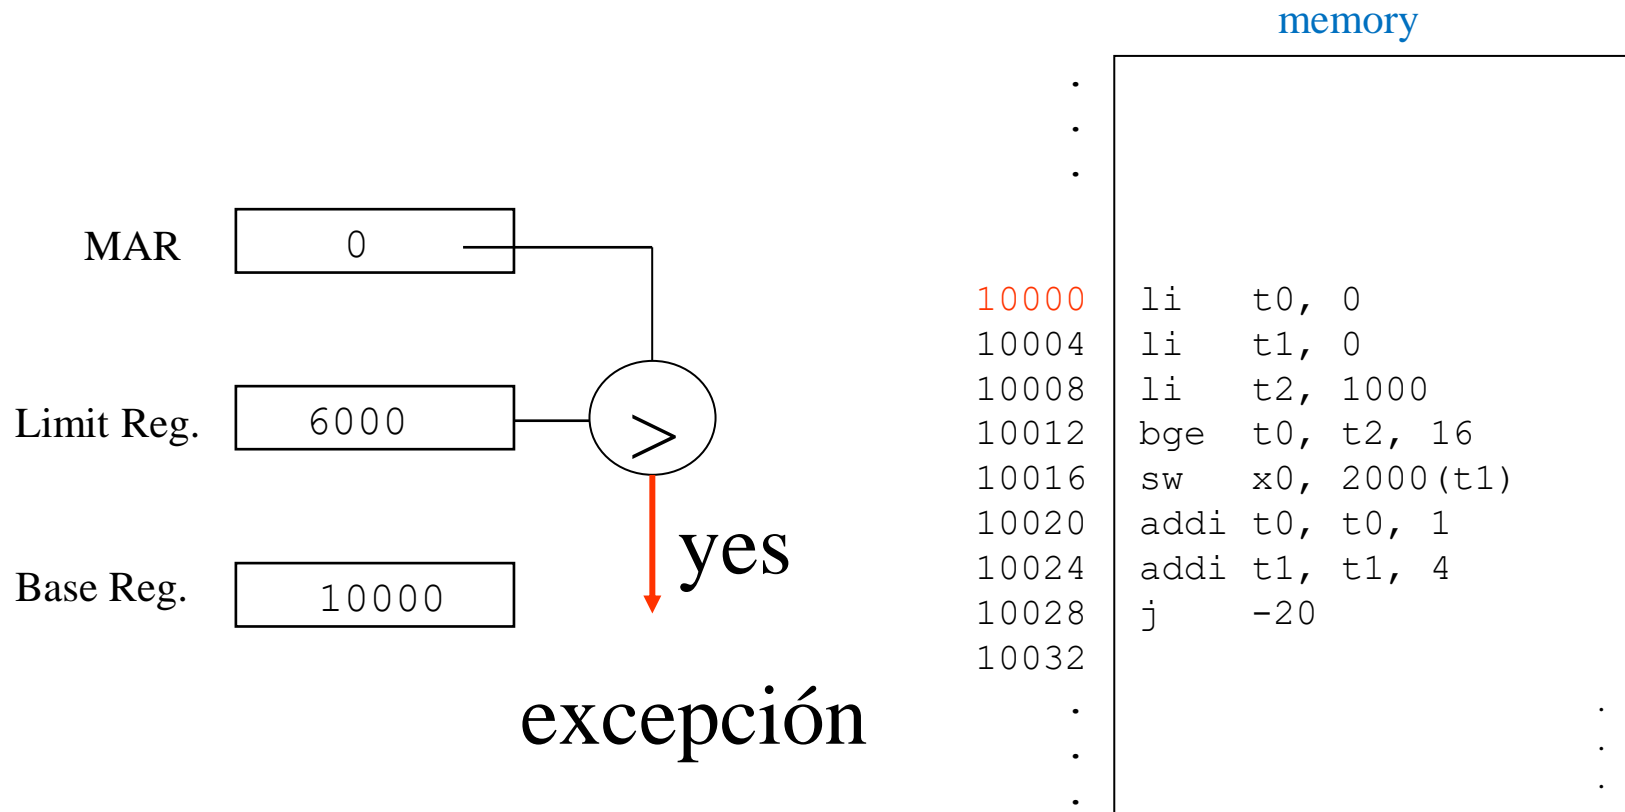 memory
.
.
.
MAR 0
10000 li t0, 0
10004 li t1, 0
10008 li t2, 1000
Limit Reg. 6000 >
10012 bge t0, t2, 16
10016 sw x0, 2000(t1)
10020 addi t0, t0, 1
yes
10024 addi t1, t1, 4
Base Reg. 10000
10028 j -20
10032
excepción
. .
. .
. .